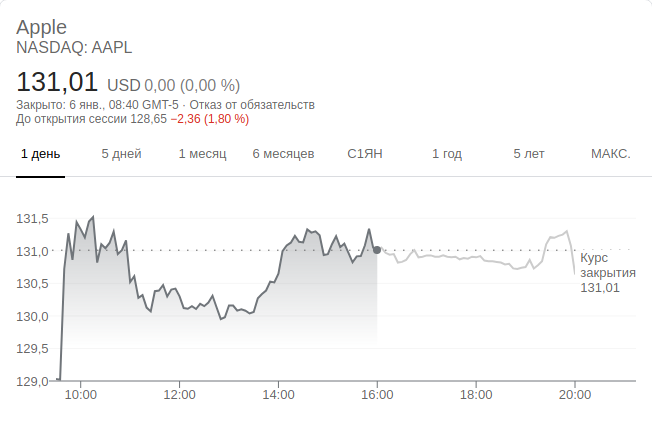 Apple
NASDAQ: AAPL
131,01 USD 0,00 (0,00 %)
Закрыто: 6 янв., 08:40 GMT-5 · Отказ от обязательств
До открытия сессии 128,65 −2,36 (1,80 %)
1 день 5 дней 1 месяц 6 месяцев С1ЯН 1 год 5 лет МАКС.
131,5
131,0
130,5
130,0
129,5
129,0
Курс
закрытия
131,01
10:00 12:00 14:00 16:00 18:00 20:00